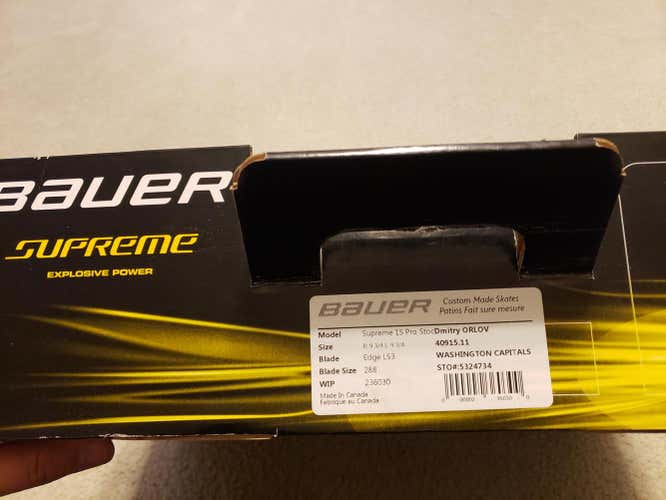 BAUER
SUPREME
EXPLOSIVE POWER
BAUER
Custom Made Skates
Patins Fait sure mesure
Model Supreme 1S Pro Stoc Dmitry ORLOV
Size 40915.11
Blade Edge LS3 WASHINGTON CAPITALS
Blade Size 288 STO#:5324734
WIP 236030
Made In Canada
Fabrique au Canada